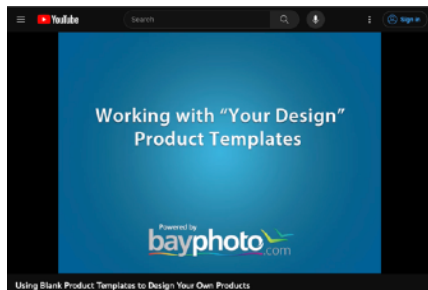 YouTube
Search
Sign in
Working with “Your Design”
Product Templates
Powered by
bayphoto
.com
Using Blank Product Templates to Design Your Own Products